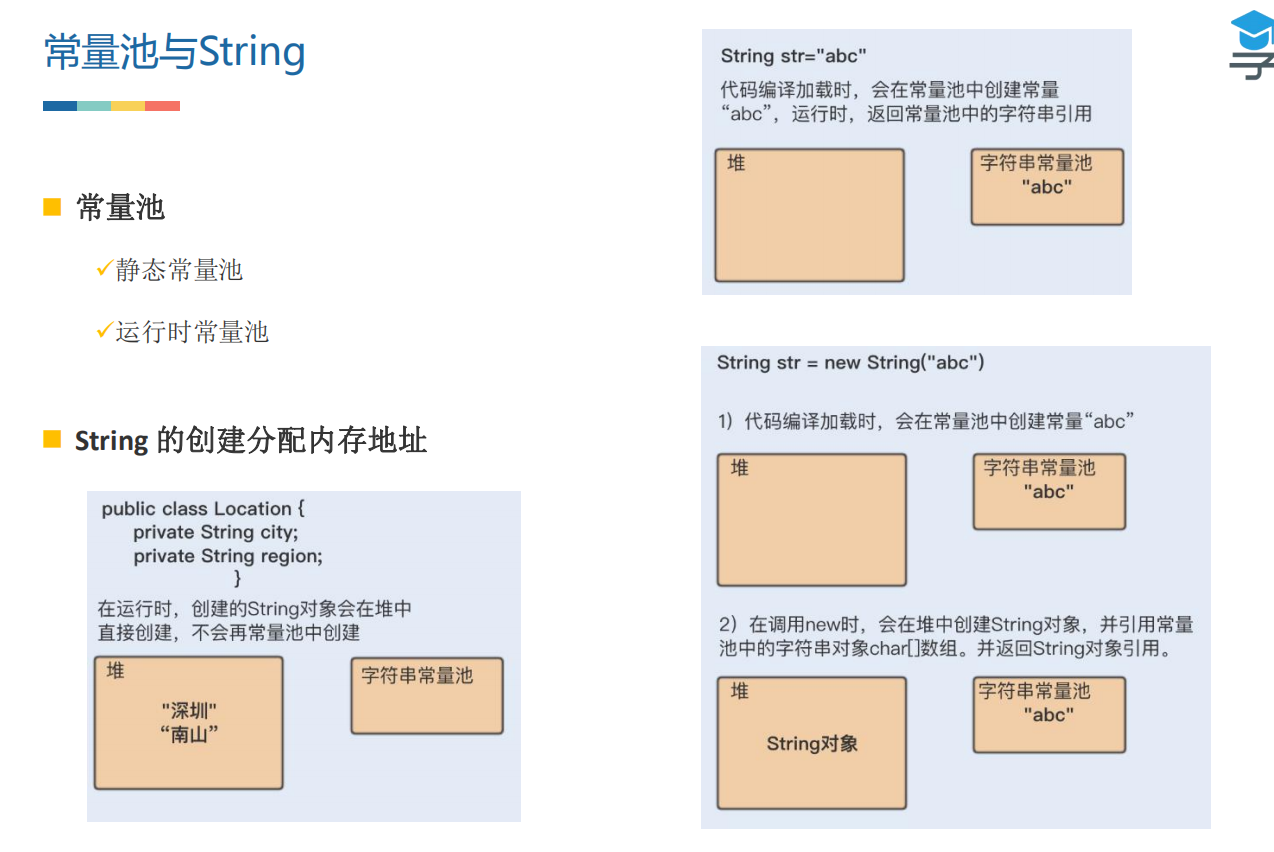 常量池与String
常量池
静态常量池
运行时常量池
String 的创建分配内存地址
public class Location {
private String city;
private String region;
}
在运行时，创建的String对象会在堆中
直接创建，不会再常量池中创建
堆
"深圳"
“南山”
字符串常量池
String str="abc"
代码编译加载时，会在常量池中创建常量
“abc”，运行时，返回常量池中的字符串引用
堆
字符串常量池
"abc"
String str = new String("abc")
1）代码编译加载时，会在常量池中创建常量“abc”
堆
字符串常量池
"abc"
2）在调用new时，会在堆中创建String对象，并引用常量
池中的字符串对象char[]数组。并返回String对象引用。
堆
String对象
字符串常量池
"abc"